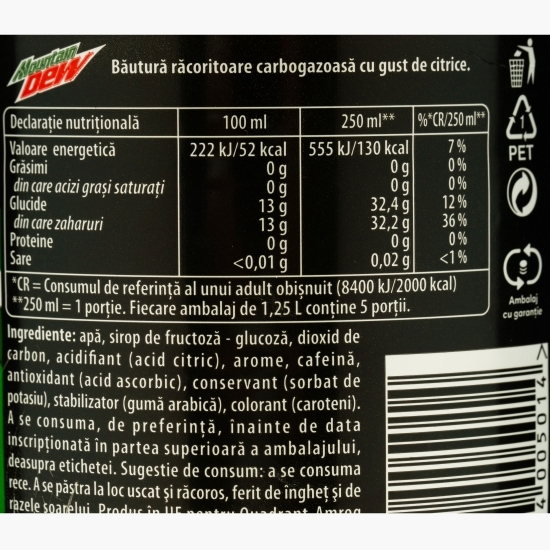 Mountain
DEW
Băutură răcoritoare carbogazoasă cu gust de citrice.
Declarație nutrițională 100 ml 250 ml** %*CR/250 ml**
Valoare energetică 222 kJ/52 kcal 555 kJ/130 kcal 7 %
Grăsimi 0 g 0 g 0 %
din care acizi grași saturați 0 g 0 g 0 %
Glucide 13 g 32,4 g 12 %
din care zaharuri 13 g 32,2 g 36 %
Proteine 0 g 0 g 0 %
Sare <0,01 g 0,02 g <1 %
*CR = Consumul de referință al unui adult obișnuit (8400 kJ/2000 kcal)
**250 ml = 1 porție. Fiecare ambalaj de 1,25 L conține 5 porții.
Ingrediente: apă, sirop de fructoză - glucoză, dioxid de
carbon, acidifiant (acid citric), arome, cafeină,
antioxidant (acid ascorbic), conservant (sorbat de
potasiu), stabilizator (gumă arabică), colorant (caroteni).
A se consuma, de preferință, înainte de data
inscripționată în partea superioară a ambalajului,
deasupra etichetei. Sugestie de consum: a se consuma
rece. A se păstra la loc uscat și răcoros, ferit de îngheț și de
razele soarelui. Produs în UE pentru Quadrant Amroq
1
PET
Ambalaj
cu garanție
4 005014 >